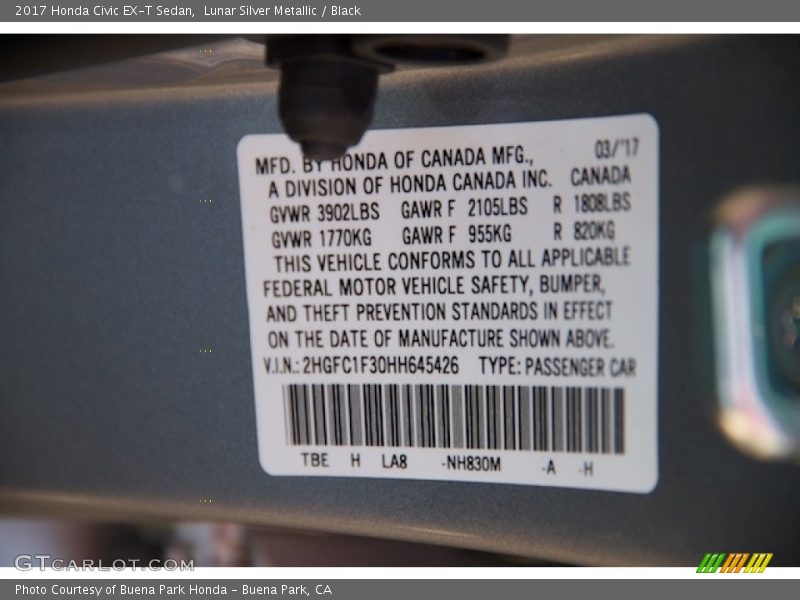 2017 Honda Civic EX-T Sedan, Lunar Silver Metallic / Black
MFD. BY HONDA OF CANADA MFG., 03/'17
A DIVISION OF HONDA CANADA INC. CANADA
GVWR 3902LBS GAWR F 2105LBS R 1808LBS
GVWR 1770KG GAWR F 955KG R 820KG
THIS VEHICLE CONFORMS TO ALL APPLICABLE
FEDERAL MOTOR VEHICLE SAFETY, BUMPER,
AND THEFT PREVENTION STANDARDS IN EFFECT
ON THE DATE OF MANUFACTURE SHOWN ABOVE.
V.I.N.: 2HGFC1F30HH645426 TYPE: PASSENGER CAR
TBE H LA8 -NH830M -A -H
GTCARLOT.COM
Photo Courtesy of Buena Park Honda - Buena Park, CA